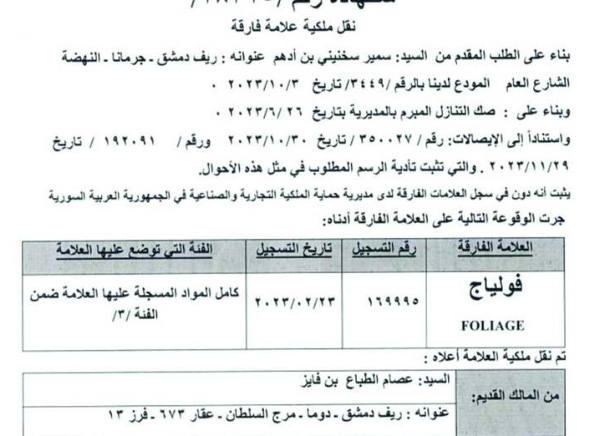 نقل ملكية علامة فارقة
بناء على الطلب المقدم من السيد: سمير سختيني بن أدهم عنوانه : ريف دمشق ـ جرمانا ـ النهضة
الشارع العام المودع لدينا بالرقم /٣٤٤٩/ تاريخ ٢٠٢٣/١٠/٣ ٠
وبناء على : صك التنازل المبرم بالمديرية بتاريخ ٢٠٢٣/٦/٢٦ ٠
واستناداً إلى الإيصالات: رقم/ ٣٥٠٠٢٧/ تاريخ ٢٠٢٣/١٠/٣٠ ورقم/ ١٩٢٠٩١ / تاريخ
٢٠٢٣/١١/٢٩ . والتي تثبت تأدية الرسم المطلوب في مثل هذه الأحوال.
يثبت أنه دون في سجل العلامات الفارقة لدى مديرية حماية الملكية التجارية والصناعية في الجمهورية العربية السورية
جرت الوقوعة التالية على العلامة الفارقة أدناه:
العلامة الفارقة رقم التسجيل تاريخ التسجيل الفئة التي توضع عليها العلامة
فولياج ١٦٩٩٩٥ ٢٠٢٣/٠٢/٢٣ كامل المواد المسجلة عليها العلامة ضمن
الفئة /٣/
FOLIAGE
تم نقل ملكية العلامة أعلاه :
من المالك القديم: السيد: عصام الطباع بن فايز
عنوانه : ريف دمشق ـ دوما ـ مرج السلطان ـ عقار ٦٧٣ ـ فرز ١٣